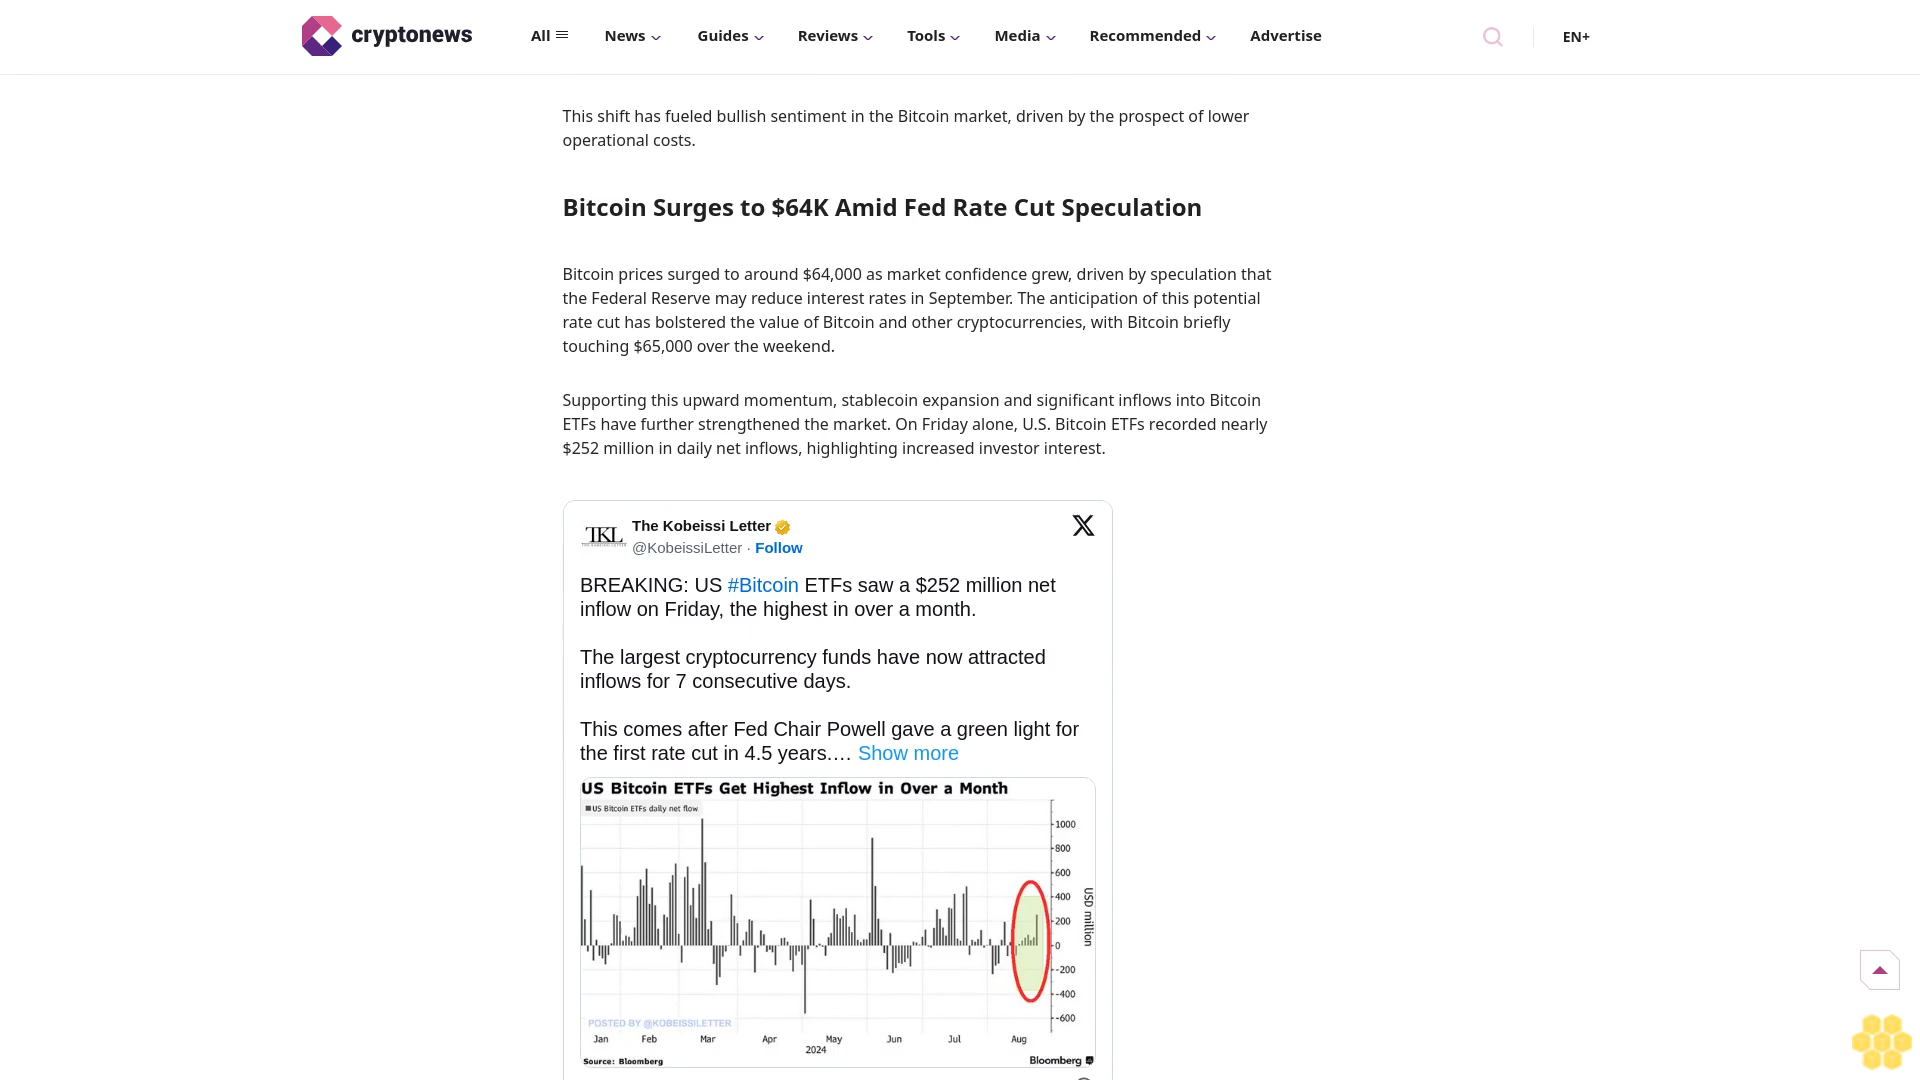 cryptonews
All
News
Guides
Reviews
Tools
Media
Recommended
Advertise
EN+
This shift has fueled bullish sentiment in the Bitcoin market, driven by the prospect of lower
operational costs.
Bitcoin Surges to $64K Amid Fed Rate Cut Speculation
Bitcoin prices surged to around $64,000 as market confidence grew, driven by speculation that
the Federal Reserve may reduce interest rates in September. The anticipation of this potential
rate cut has bolstered the value of Bitcoin and other cryptocurrencies, with Bitcoin briefly
touching $65,000 over the weekend.
Supporting this upward momentum, stablecoin expansion and significant inflows into Bitcoin
ETFs have further strengthened the market. On Friday alone, U.S. Bitcoin ETFs recorded nearly
$252 million in daily net inflows, highlighting increased investor interest.
TKL
The Kobeissi Letter
@KobeissiLetter · Follow
BREAKING: US #Bitcoin ETFs saw a $252 million net
inflow on Friday, the highest in over a month.
The largest cryptocurrency funds have now attracted
inflows for 7 consecutive days.
This comes after Fed Chair Powell gave a green light for
the first rate cut in 4.5 years.… Show more
US Bitcoin ETFs Get Highest Inflow in Over a Month
US Bitcoin ETFs daily net flow
1000
800
600
400
200
0
-200
-400
-600
USD million
POSTED BY @KOBEISSILETTER
Jan Feb Mar Apr May Jun Jul Aug
2024
Source: Bloomberg
Bloomberg